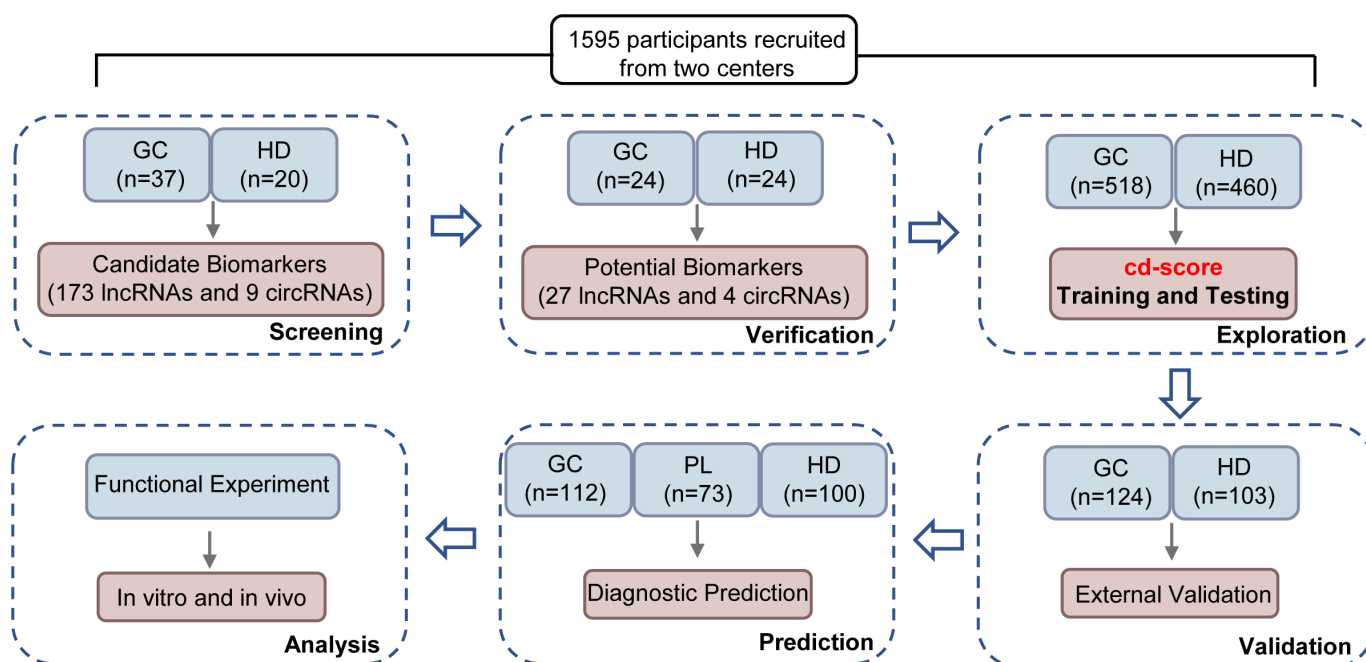 1595 participants recruited
from two centers
GC
(n=37)
HD
(n=20)
Candidate Biomarkers
(173 lncRNAs and 9 circRNAs)
Screening
GC
(n=24)
HD
(n=24)
Potential Biomarkers
(27 lncRNAs and 4 circRNAs)
Verification
GC
(n=518)
HD
(n=460)
cd-score
Training and Testing
Exploration
GC
(n=124)
HD
(n=103)
External Validation
Validation
GC
(n=112)
PL
(n=73)
HD
(n=100)
Diagnostic Prediction
Prediction
Functional Experiment
In vitro and in vivo
Analysis